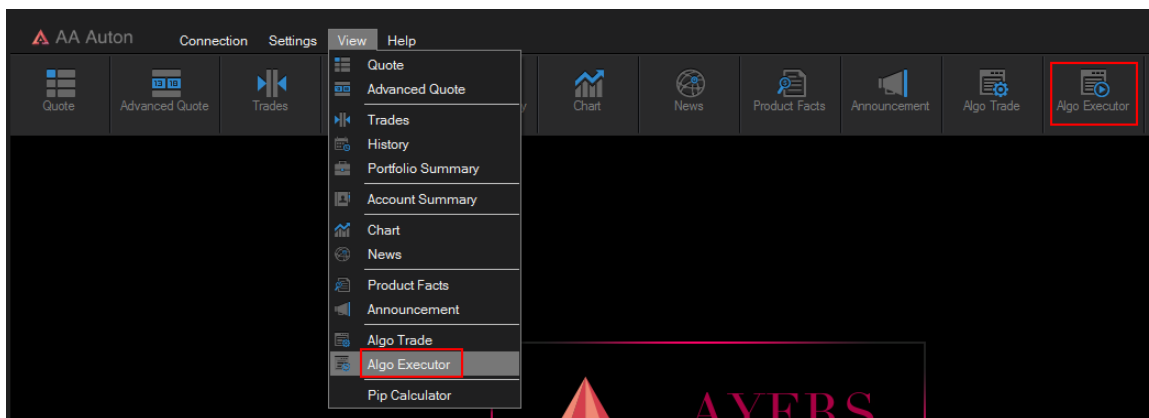 AA Auton
Connection Settings View Help
Quote Advanced Quote Trades Chart News Product Facts Announcement Algo Trade Algo Executor
Quote
Advanced Quote
Trades
History
Portfolio Summary
Account Summary
Chart
News
Product Facts
Announcement
Algo Trade
Algo Executor
Pip Calculator
AYERS